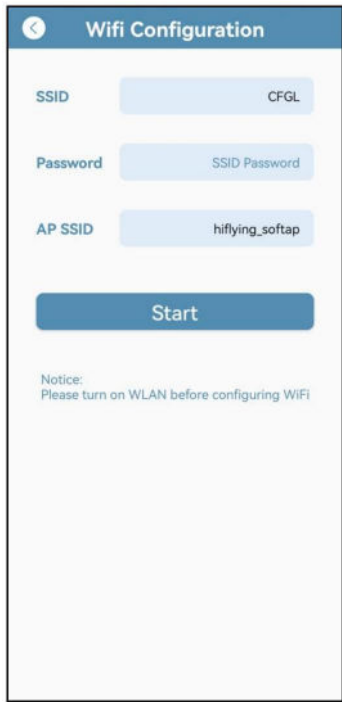 Wifi Configuration
SSID CFGL
Password SSID Password
AP SSID hiflying_softap
Start
Notice:
Please turn on WLAN before configuring WiFi